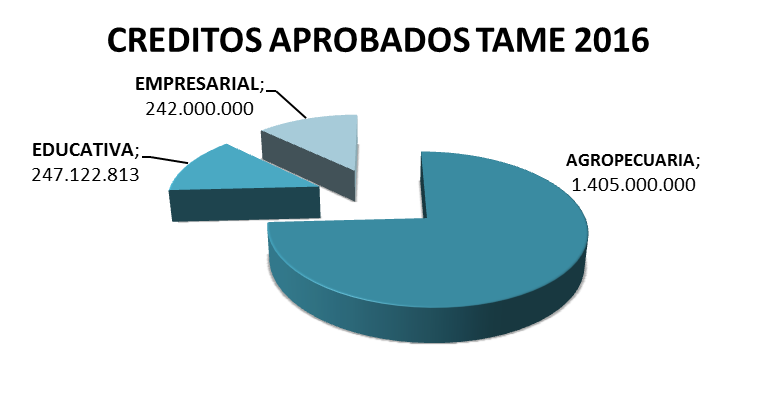 CREDITOS APROBADOS TAME 2016
EMPRESARIAL;
242.000.000
EDUCATIVA;
247.122.813
AGROPECUARIA;
1.405.000.000